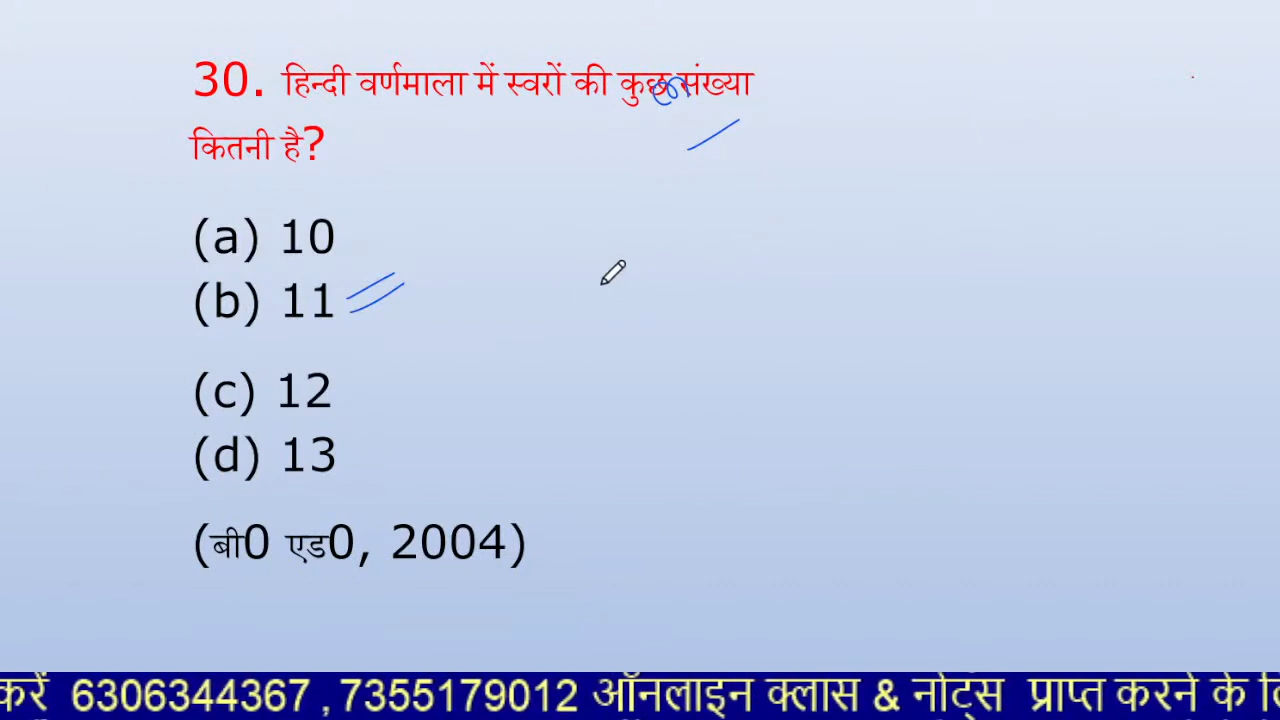 30. हिन्दी वर्णमाला में स्वरों की कुछ संख्या
कितनी है?
(a) 10
(b) 11
(c) 12
(d) 13
(बी0 एड0, 2004)
करें 6306344367 ,7355179012 ऑनलाइन क्लास & नोट्स प्राप्त करने के